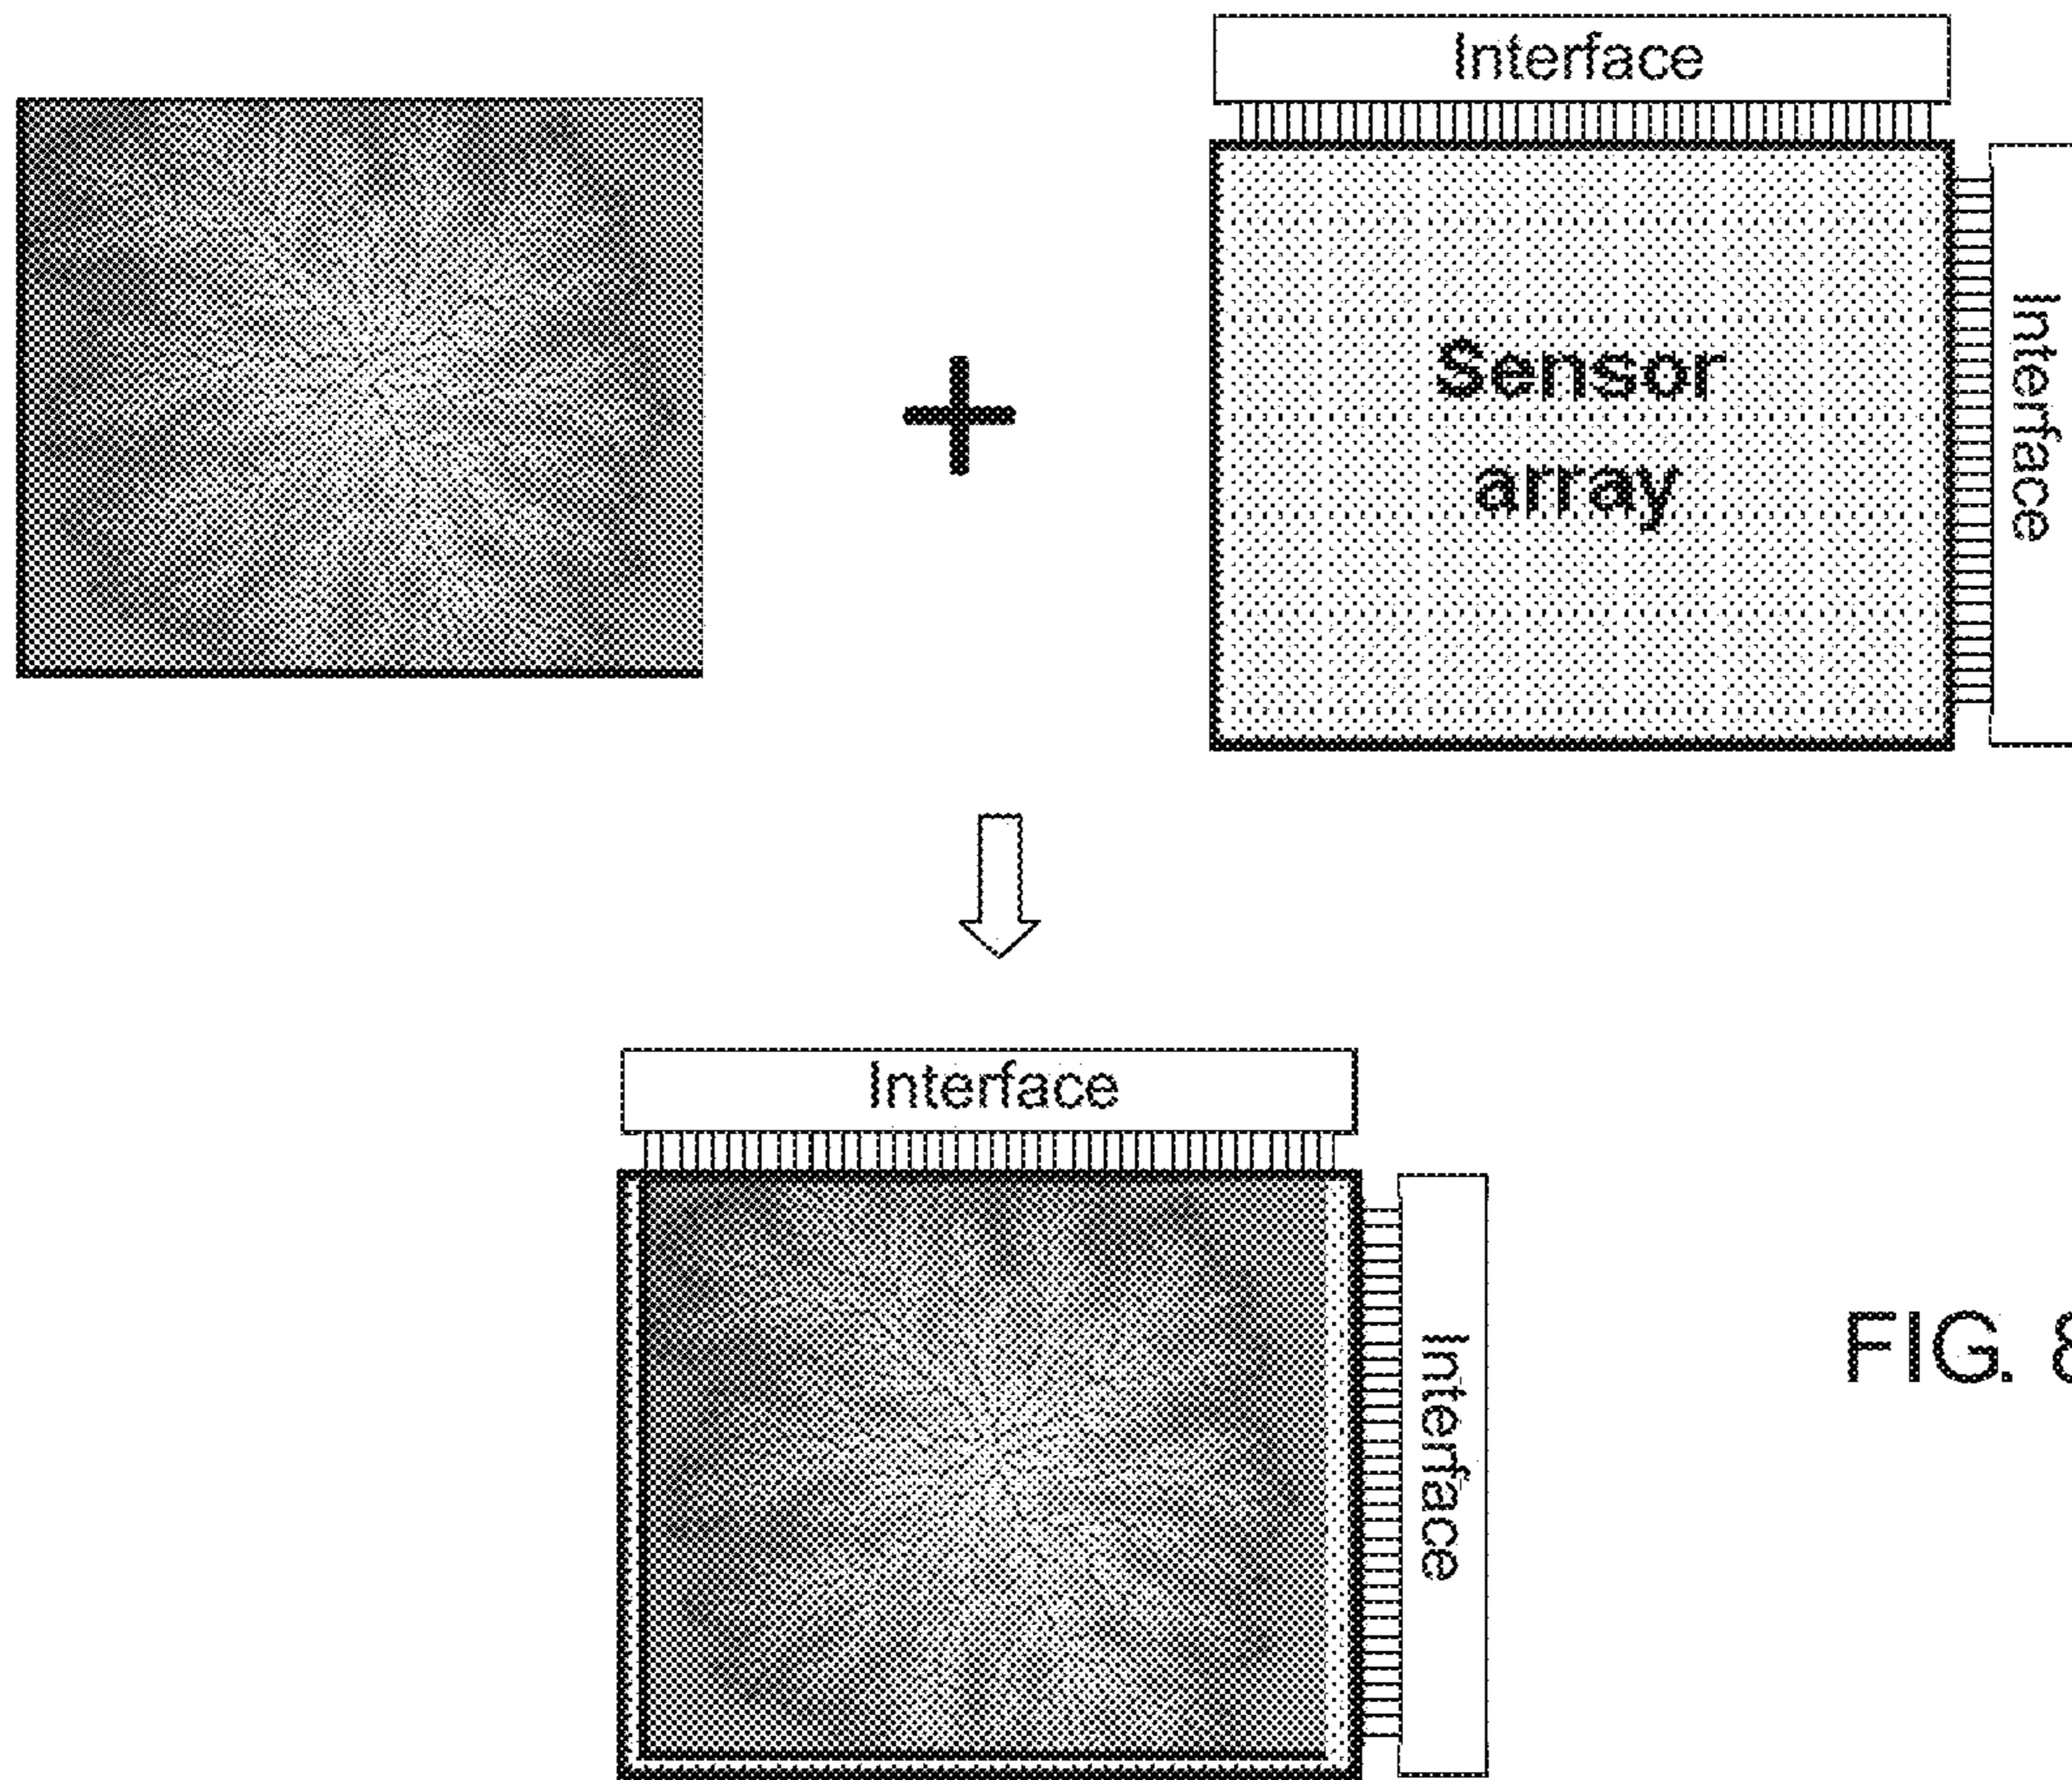 Interface
Sensor
array
Interface
Interface
Interface
FIG. 8